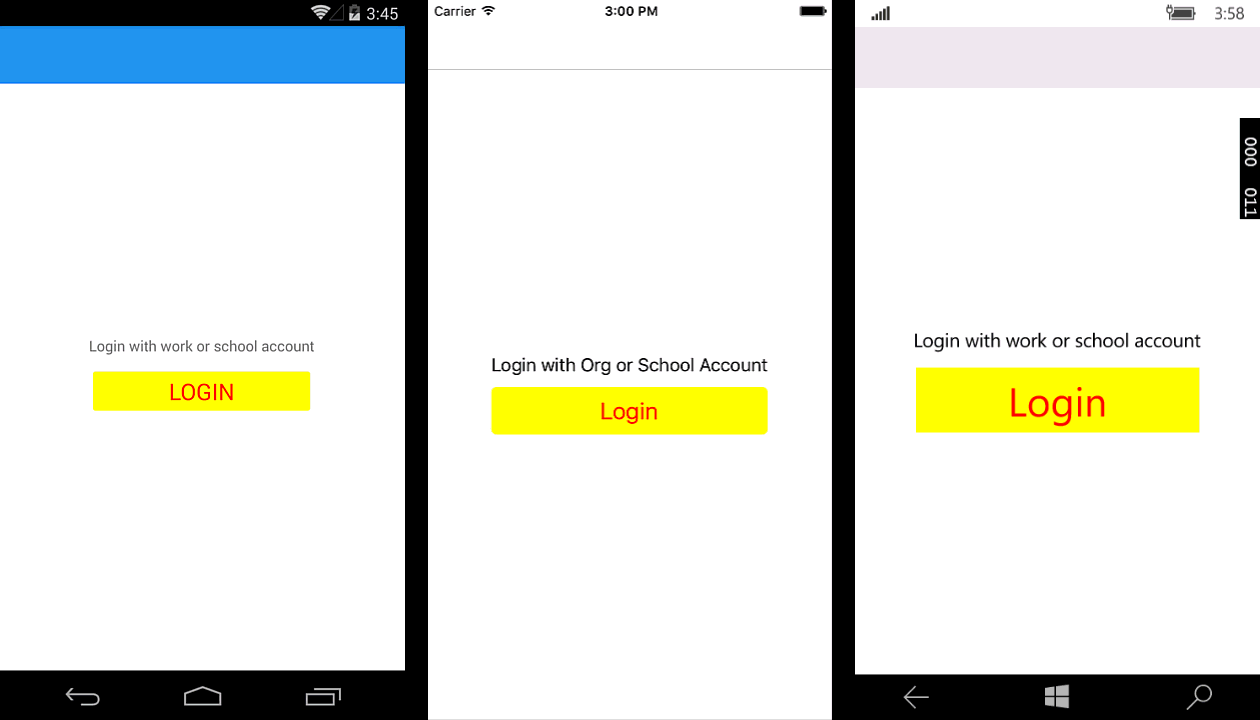 3:45
Login with work or school account
LOGIN
Carrier 3:00 PM
Login with Org or School Account
Login
3:58
000 011
Login with work or school account
Login